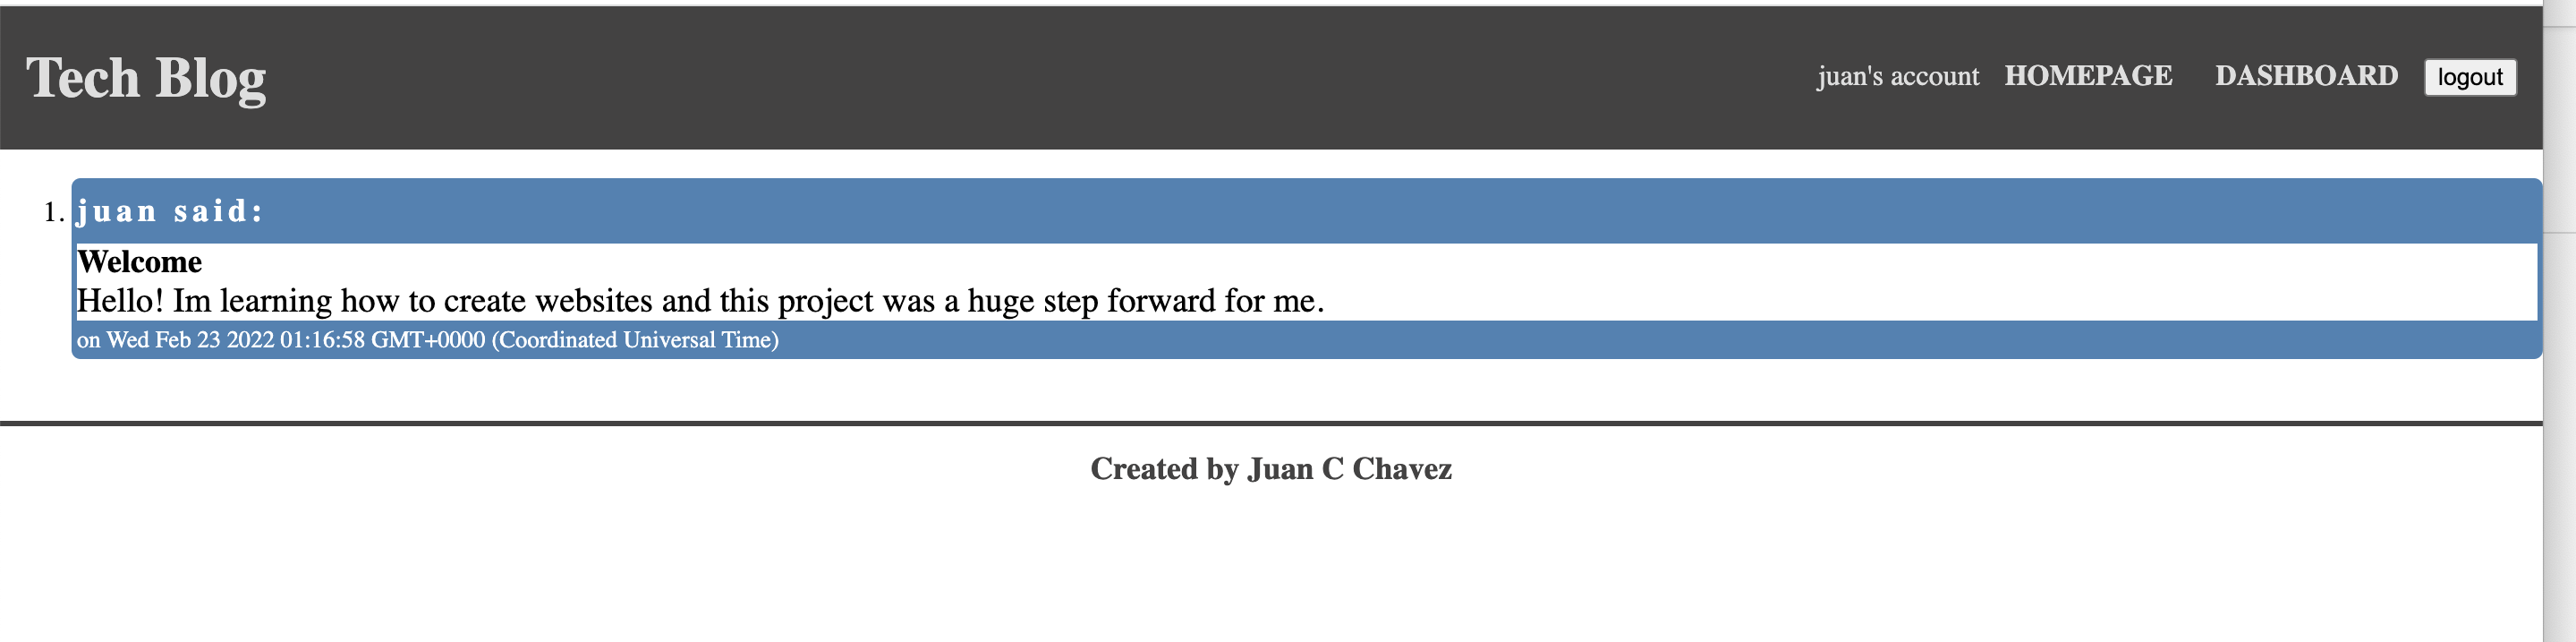 Tech Blog
juan's account HOMEPAGE DASHBOARD logout
1. juan said:
Welcome
Hello! Im learning how to create websites and this project was a huge step forward for me.
on Wed Feb 23 2022 01:16:58 GMT+0000 (Coordinated Universal Time)
Created by Juan C Chavez